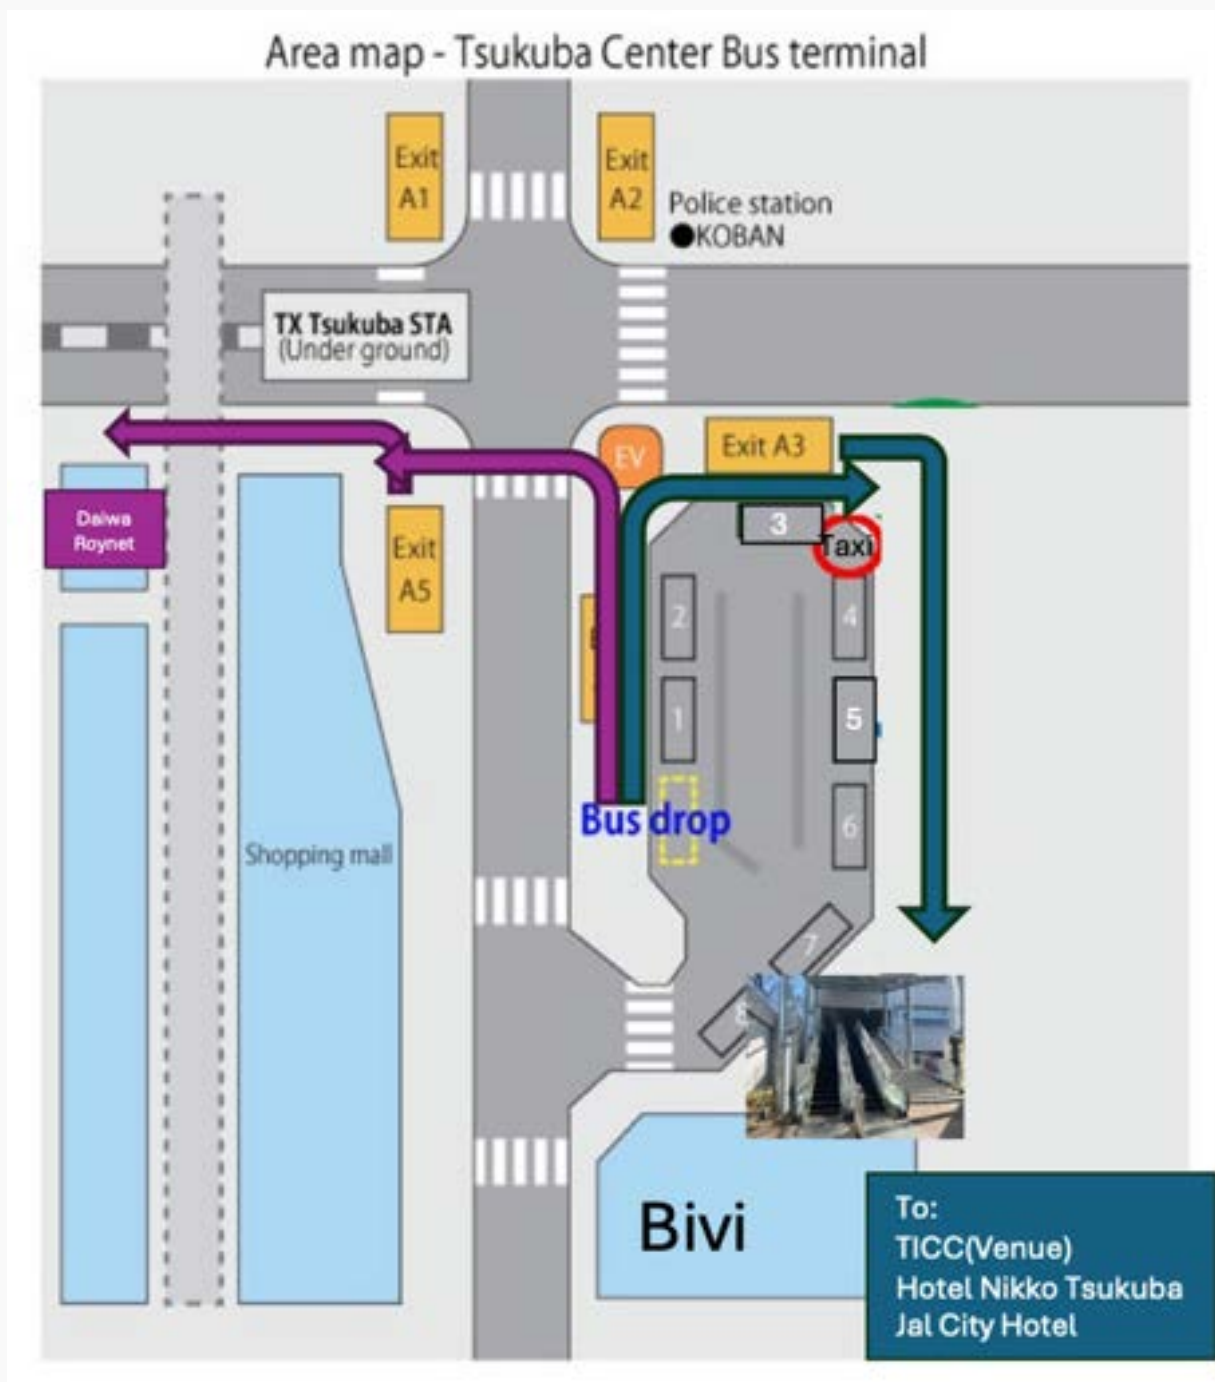 Area map - Tsukuba Center Bus terminal
Exit
A1
Exit
A2
Police station
●KOBAN
TX Tsukuba STA
(Under ground)
EV
Exit A3
Daiwa
Roynet
Exit
A5
3
Taxi
2
4
1
5
Bus drop
6
Shopping mall
7
8
Bivi
To:
TICC(Venue)
Hotel Nikko Tsukuba
Jal City Hotel